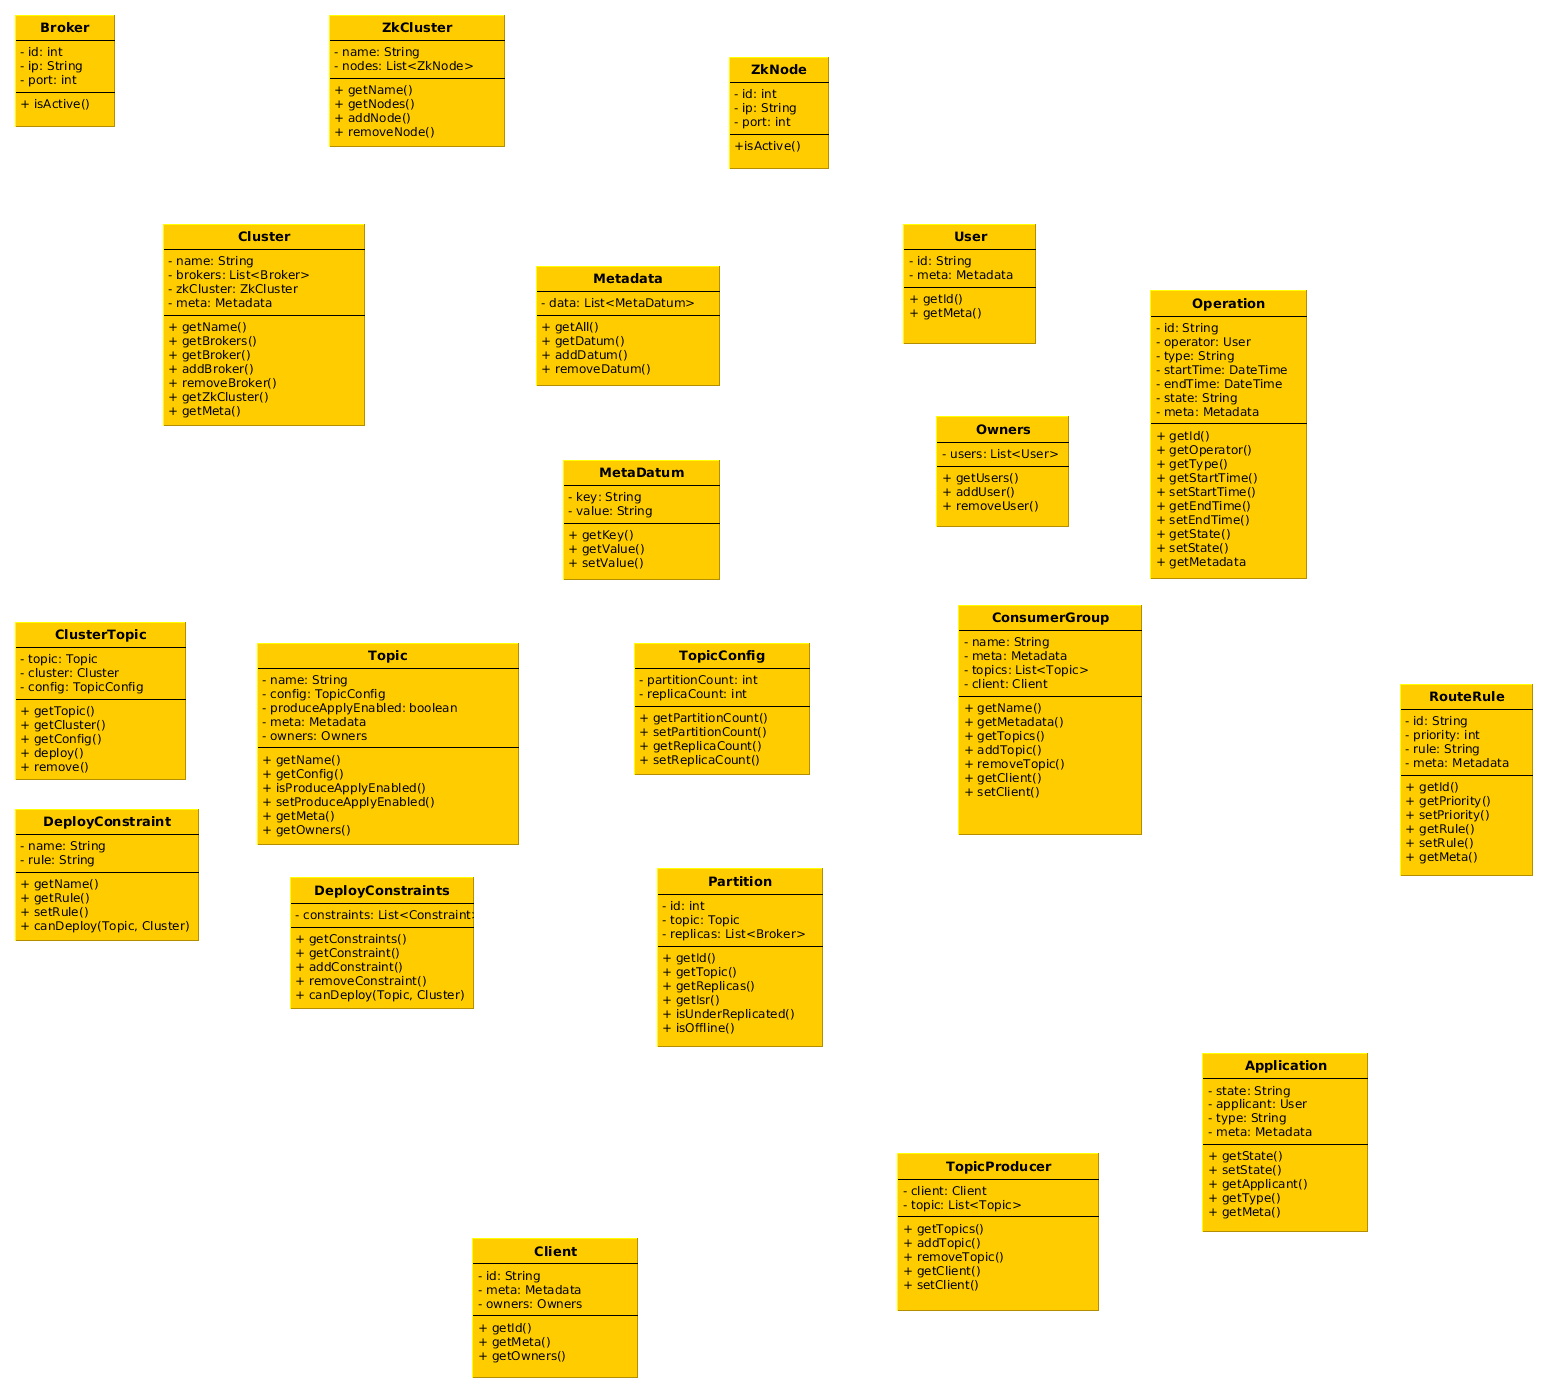 Broker
- id: int
- ip: String
- port: int
+ isActive()
ZkCluster
- name: String
- nodes: List<ZkNode>
+ getName()
+ getNodes()
+ addNode()
+ removeNode()
ZkNode
- id: int
- ip: String
- port: int
+isActive()
Cluster
- name: String
- brokers: List<Broker>
- zkCluster: ZkCluster
- meta: Metadata
+ getName()
+ getBrokers()
+ getBroker()
+ addBroker()
+ removeBroker()
+ getZkCluster()
+ getMeta()
Metadata
- data: List<MetaDatum>
+ getAll()
+ getDatum()
+ addDatum()
+ removeDatum()
User
- id: String
- meta: Metadata
+ getId()
+ getMeta()
Operation
- id: String
- operator: User
- type: String
- startTime: DateTime
- endTime: DateTime
- state: String
- meta: Metadata
+ getId()
+ getOperator()
+ getType()
+ getStartTime()
+ setStartTime()
+ getEndTime()
+ setEndTime()
+ getState()
+ setState()
+ getMetadata
Owners
- users: List<User>
+ getUsers()
+ addUser()
+ removeUser()
MetaDatum
- key: String
- value: String
+ getKey()
+ getValue()
+ setValue()
ClusterTopic
- topic: Topic
- cluster: Cluster
- config: TopicConfig
+ getTopic()
+ getCluster()
+ getConfig()
+ deploy()
+ remove()
Topic
- name: String
- config: TopicConfig
- produceApplyEnabled: boolean
- meta: Metadata
- owners: Owners
+ getName()
+ getConfig()
+ isProduceApplyEnabled()
+ setProduceApplyEnabled()
+ getMeta()
+ getOwners()
TopicConfig
- partitionCount: int
- replicaCount: int
+ getPartitionCount()
+ setPartitionCount()
+ getReplicaCount()
+ setReplicaCount()
ConsumerGroup
- name: String
- meta: Metadata
- topics: List<Topic>
- client: Client
+ getName()
+ getMetadata()
+ getTopics()
+ addTopic()
+ removeTopic()
+ getClient()
+ setClient()
RouteRule
- id: String
- priority: int
- rule: String
- meta: Metadata
+ getId()
+ getPriority()
+ setPriority()
+ getRule()
+ setRule()
+ getMeta()
DeployConstraint
- name: String
- rule: String
+ getName()
+ getRule()
+ setRule()
+ canDeploy(Topic, Cluster)
DeployConstraints
- constraints: List<Constraint>
+ getConstraints()
+ getConstraint()
+ addConstraint()
+ removeConstraint()
+ canDeploy(Topic, Cluster)
Partition
- id: int
- topic: Topic
- replicas: List<Broker>
+ getId()
+ getTopic()
+ getReplicas()
+ getIsr()
+ isUnderReplicated()
+ isOffline()
Application
- state: String
- applicant: User
- type: String
- meta: Metadata
+ getState()
+ setState()
+ getApplicant()
+ getType()
+ getMeta()
TopicProducer
- client: Client
- topic: List<Topic>
+ getTopics()
+ addTopic()
+ removeTopic()
+ getClient()
+ setClient()
Client
- id: String
- meta: Metadata
- owners: Owners
+ getId()
+ getMeta()
+ getOwners()